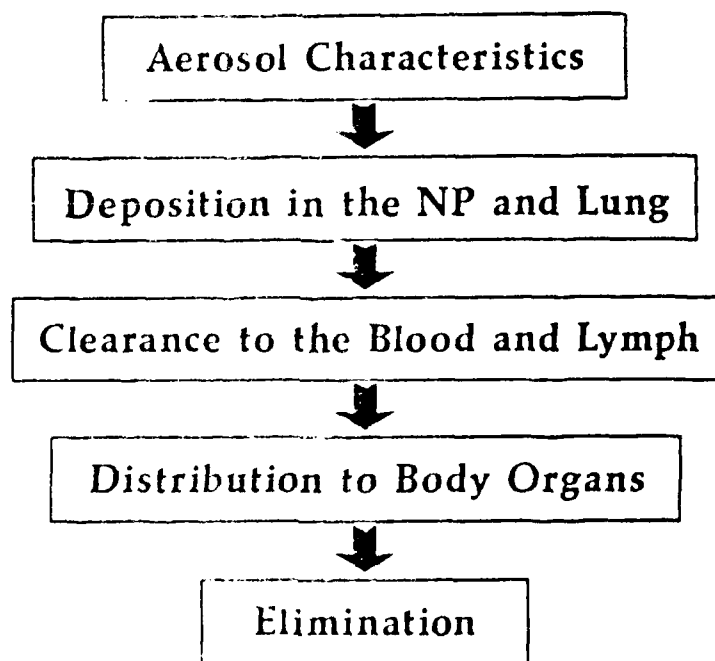 Aerosol Characteristics
Deposition in the NP and Lung
Clearance to the Blood and Lymph
Distribution to Body Organs
Elimination